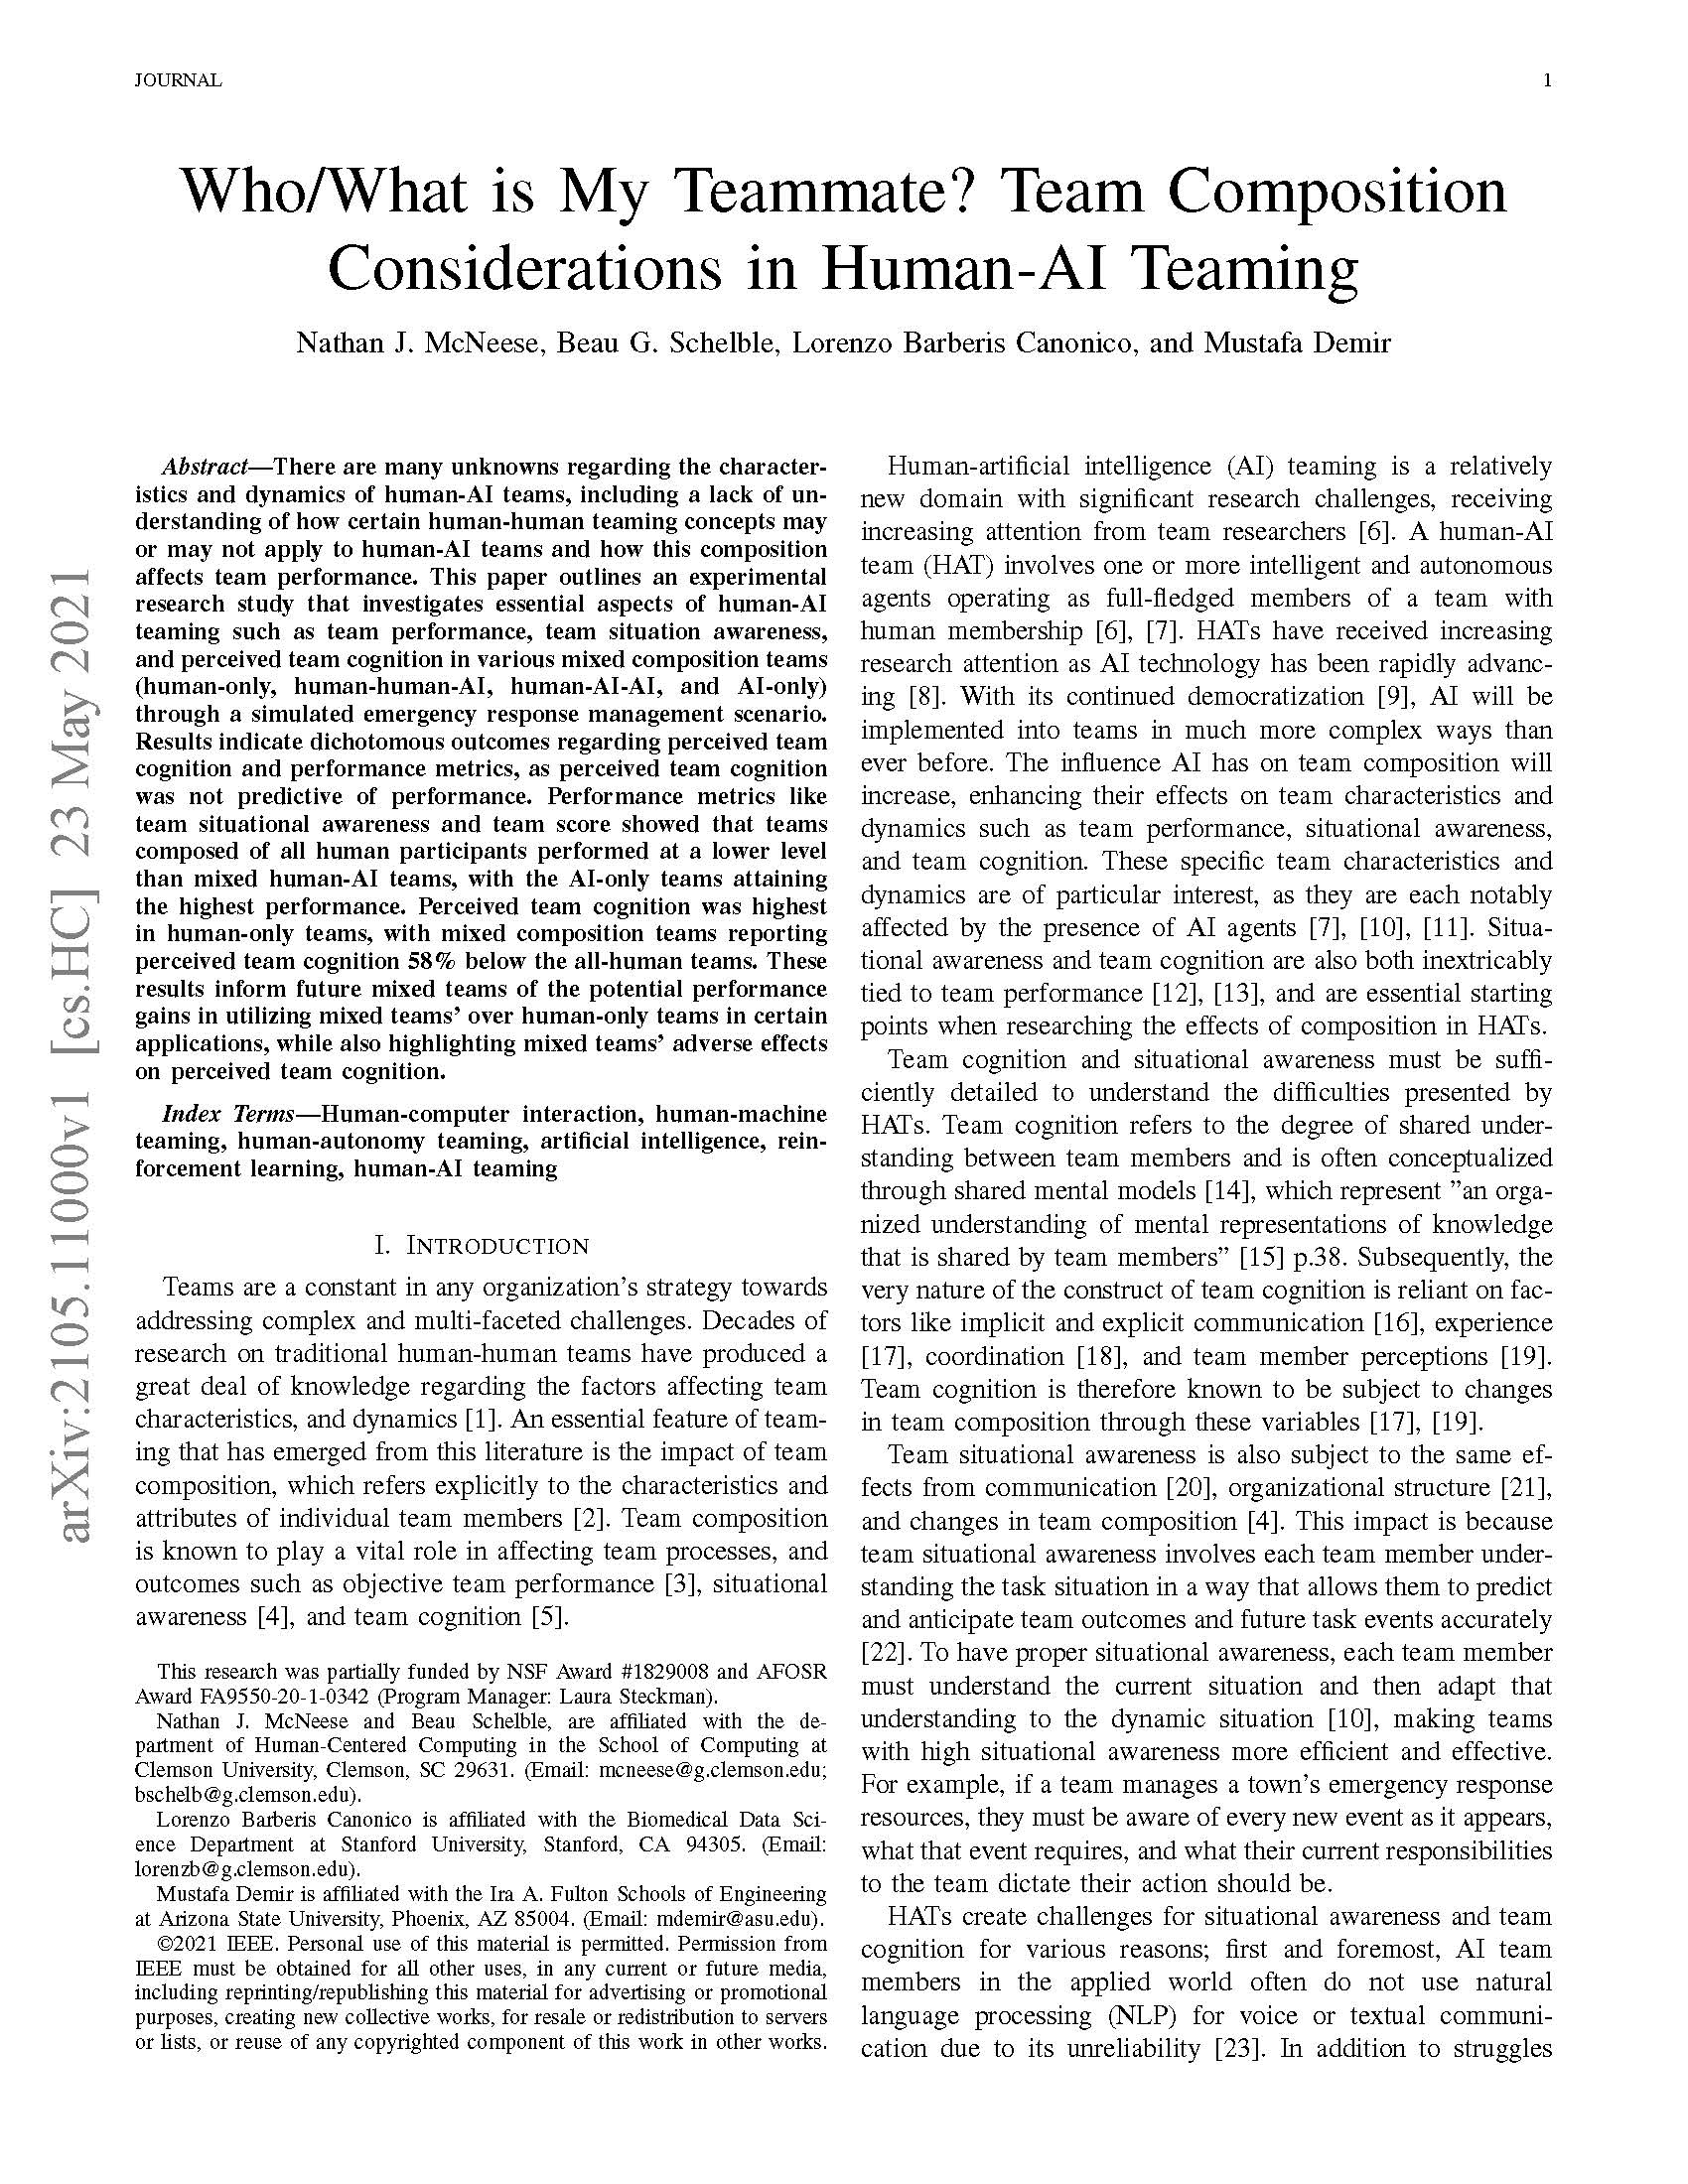 JOURNAL
1
Who/What is My Teammate? Team Composition
Considerations in Human-AI Teaming
Nathan J. McNeese, Beau G. Schelble, Lorenzo Barberis Canonico, and Mustafa Demir
Abstract—There are many unknowns regarding the character-
istics and dynamics of human-AI teams, including a lack of un-
derstanding of how certain human-human teaming concepts may
or may not apply to human-AI teams and how this composition
affects team performance. This paper outlines an experimental
research study that investigates essential aspects of human-AI
teaming such as team performance, team situation awareness,
and perceived team cognition in various mixed composition teams
(human-only, human-human-AI, human-AI-AI, and AI-only)
through a simulated emergency response management scenario.
Results indicate dichotomous outcomes regarding perceived team
cognition and performance metrics, as perceived team cognition
was not predictive of performance. Performance metrics like
team situational awareness and team score showed that teams
composed of all human participants performed at a lower level
than mixed human-AI teams, with the AI-only teams attaining
the highest performance. Perceived team cognition was highest
in human-only teams, with mixed composition teams reporting
perceived team cognition 58% below the all-human teams. These
results inform future mixed teams of the potential performance
gains in utilizing mixed teams' over human-only teams in certain
applications, while also highlighting mixed teams' adverse effects
on perceived team cognition.
Index Terms—Human-computer interaction, human-machine
teaming, human-autonomy teaming, artificial intelligence, rein-
forcement learning, human-AI teaming
I. INTRODUCTION
Teams are a constant in any organization's strategy towards
addressing complex and multi-faceted challenges. Decades of
research on traditional human-human teams have produced a
great deal of knowledge regarding the factors affecting team
characteristics, and dynamics [1]. An essential feature of team-
ing that has emerged from this literature is the impact of team
composition, which refers explicitly to the characteristics and
attributes of individual team members [2]. Team composition
is known to play a vital role in affecting team processes, and
outcomes such as objective team performance [3], situational
awareness [4], and team cognition [5].
This research was partially funded by NSF Award #1829008 and AFOSR
Award FA9550-20-1-0342 (Program Manager: Laura Steckman).
Nathan J. McNeese and Beau Schelble, are affiliated with the de-
partment of Human-Centered Computing in the School of Computing at
Clemson University, Clemson, SC 29631. (Email: mcneese@g.clemson.edu;
bschelb@g.clemson.edu).
Lorenzo Barberis Canonico is affiliated with the Biomedical Data Sci-
ence Department at Stanford University, Stanford, CA 94305. (Email:
lorenzb@g.clemson.edu).
Mustafa Demir is affiliated with the Ira A. Fulton Schools of Engineering
at Arizona State University, Phoenix, AZ 85004. (Email: mdemir@asu.edu).
©2021 IEEE. Personal use of this material is permitted. Permission from
IEEE must be obtained for all other uses, in any current or future media,
including reprinting/republishing this material for advertising or promotional
purposes, creating new collective works, for resale or redistribution to servers
or lists, or reuse of any copyrighted component of this work in other works.
Human-artificial intelligence (AI) teaming is a relatively
new domain with significant research challenges, receiving
increasing attention from team researchers [6]. A human-AI
team (HAT) involves one or more intelligent and autonomous
agents operating as full-fledged members of a team with
human membership [6], [7]. HATs have received increasing
research attention as AI technology has been rapidly advanc-
ing [8]. With its continued democratization [9], AI will be
implemented into teams in much more complex ways than
ever before. The influence AI has on team composition will
increase, enhancing their effects on team characteristics and
dynamics such as team performance, situational awareness,
and team cognition. These specific team characteristics and
dynamics are of particular interest, as they are each notably
affected by the presence of AI agents [7], [10], [11]. Situa-
tional awareness and team cognition are also both inextricably
tied to team performance [12], [13], and are essential starting
points when researching the effects of composition in HATs.
Team cognition and situational awareness must be suffi-
ciently detailed to understand the difficulties presented by
HATs. Team cognition refers to the degree of shared under-
standing between team members and is often conceptualized
through shared mental models [14], which represent ”an orga-
nized understanding of mental representations of knowledge
that is shared by team members” [15] p.38. Subsequently, the
very nature of the construct of team cognition is reliant on fac-
tors like implicit and explicit communication [16], experience
[17], coordination [18], and team member perceptions [19].
Team cognition is therefore known to be subject to changes
in team composition through these variables [17], [19].
Team situational awareness is also subject to the same ef-
fects from communication [20], organizational structure [21],
and changes in team composition [4]. This impact is because
team situational awareness involves each team member under-
standing the task situation in a way that allows them to predict
and anticipate team outcomes and future task events accurately
[22]. To have proper situational awareness, each team member
must understand the current situation and then adapt that
understanding to the dynamic situation [10], making teams
with high situational awareness more efficient and effective.
For example, if a team manages a town's emergency response
resources, they must be aware of every new event as it appears,
what that event requires, and what their current responsibilities
to the team dictate their action should be.
HATs create challenges for situational awareness and team
cognition for various reasons; first and foremost, AI team
members in the applied world often do not use natural
language processing (NLP) for voice or textual communi-
cation due to its unreliability [23]. In addition to struggles
arXiv:2105.11000v1 [cs.HC] 23 May 2021